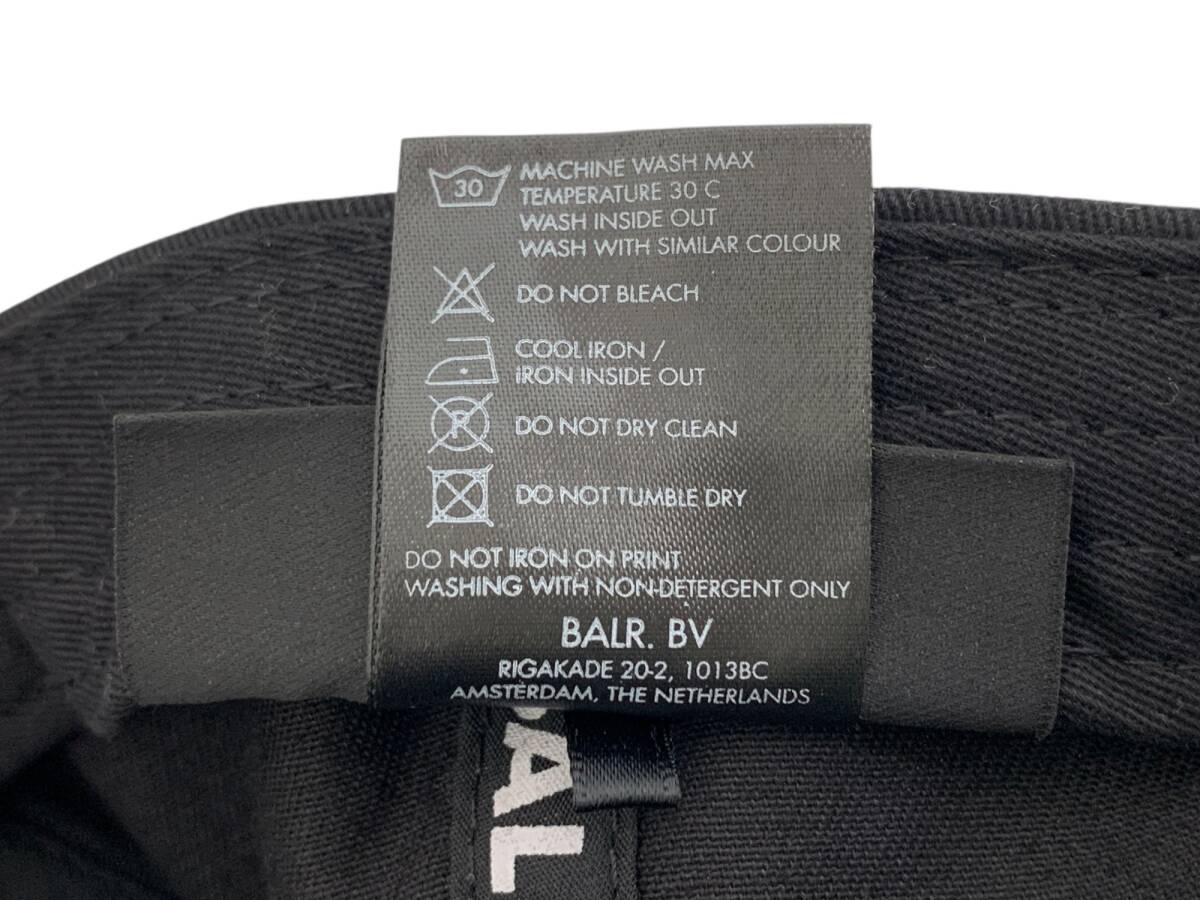 30
MACHINE WASH MAX
TEMPERATURE 30 C
WASH INSIDE OUT
WASH WITH SIMILAR COLOUR
DO NOT BLEACH
COOL IRON /
IRON INSIDE OUT
P
DO NOT DRY CLEAN
DO NOT TUMBLE DRY
DO NOT IRON ON PRINT
WASHING WITH NON-DETERGENT ONLY
BALR. BV
RIGAKADE 20-2, 1013BC
AMSTERDAM, THE NETHERLANDS
AL